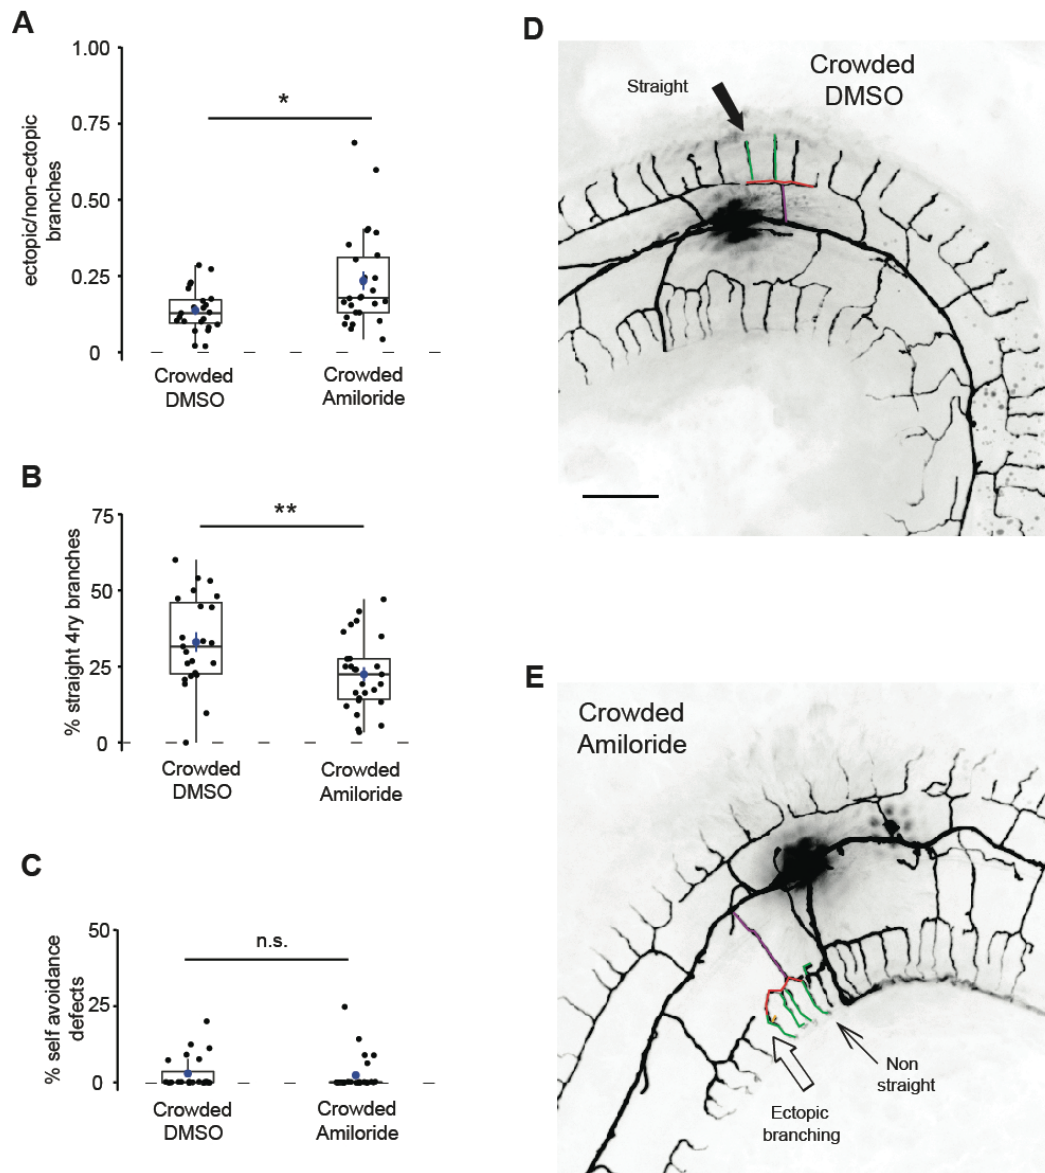 A
1.00
0.75
0.50
0.25
0
ectopic/non-ectopic
branches
*
Crowded
DMSO
Crowded
Amiloride
B
75
50
25
0
% straight 4ry branches
**
Crowded
DMSO
Crowded
Amiloride
C
50
25
0
% self avoidance
defects
n.s.
Crowded
DMSO
Crowded
Amiloride
D
Crowded
DMSO
Straight
E
Crowded
Amiloride
Non
straight
Ectopic
branching